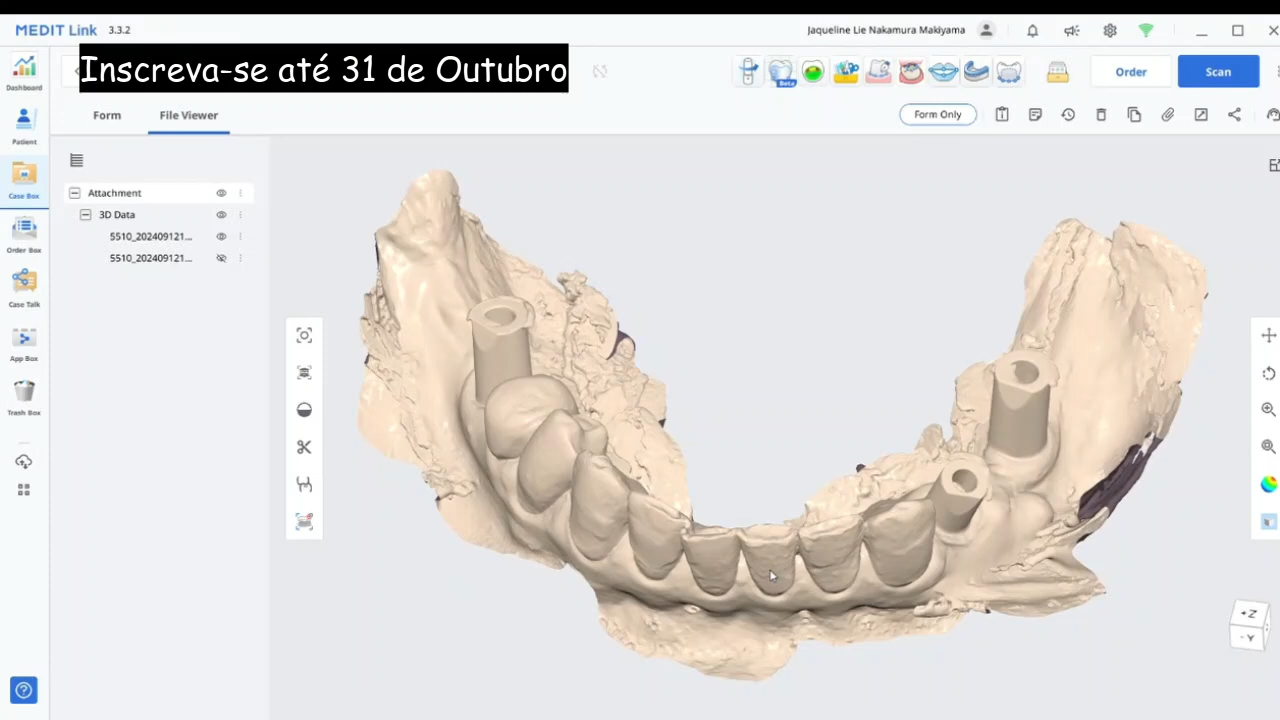 MEDIT Link 3.3.2
Jaqueline Lie Nakamura Makiyama
Inscreva-se até 31 de Outubro
Dashboard
Patient
Case Box
Order Box
Case Talk
App Box
Trash Box
Beta
Order
Scan
Form
File Viewer
Form Only
Attachment
3D Data
5510_202409121...
5510_202409121...
+Z
-Y